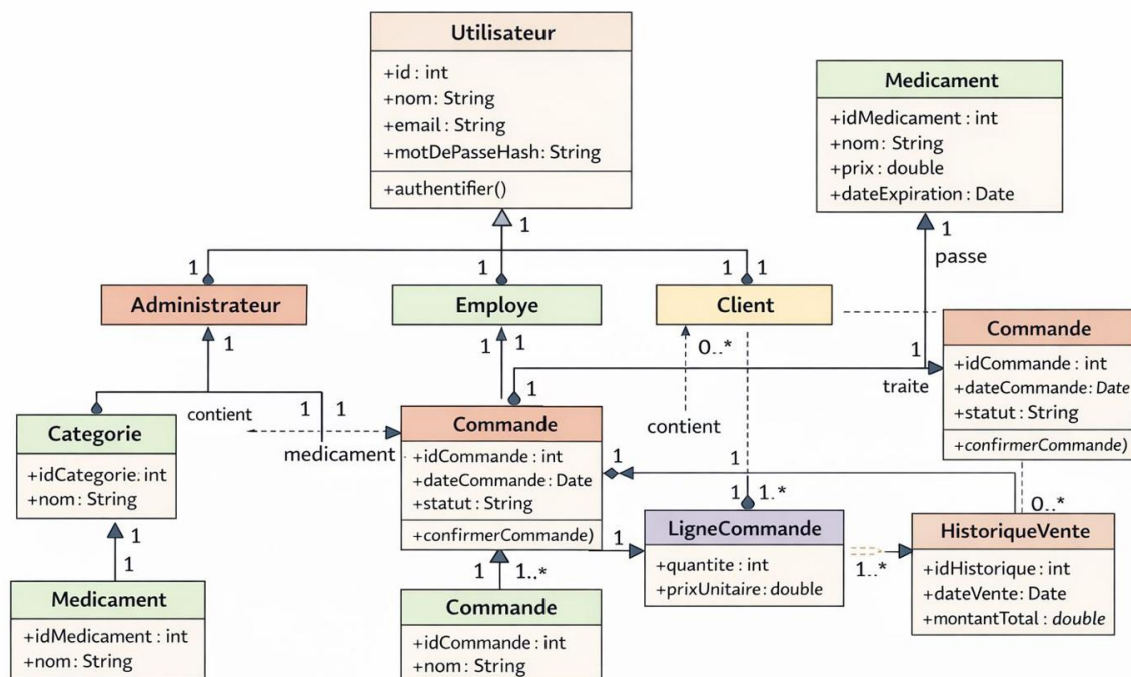 Utilisateur
+id : int
+nom: String
+email: String
+motDePasseHash: String
+authentifier()
Medicament
+idMedicament : int
+nom: String
+prix : double
+dateExpiration : Date
1
1
passe
1
1
1
1
Administrateur
Employe
Client
1
1
1
0..*
1
traite
Commande
+idCommande : int
+dateCommande: Date
+statut : String
+confirmerCommande)
contient
1
1
1
medicament
contient
Categorie
+idCategorie: int
+nom: String
Commande
+idCommande : int
+dateCommande : Date
+statut : String
+confirmerCommande)
1
1
1..*
0..*
1
1
Medicament
+idMedicament : int
+nom: String
1
1..*
Commande
+idCommande : int
+nom: String
LigneCommande
+quantite : int
+prixUnitaire : double
1..*
HistoriqueVente
+idHistorique : int
+dateVente: Date
+montantTotal : double